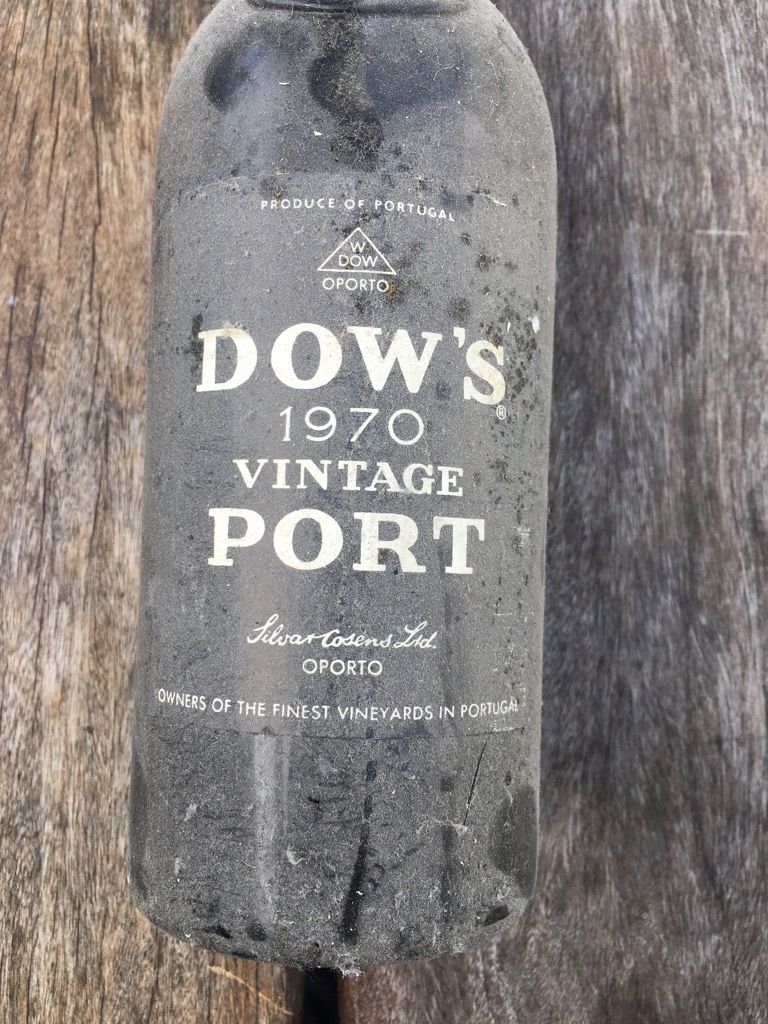 PRODUCE OF PORTUGAL
W
DOW
OPORTO
DOW'S®
1970
VINTAGE
PORT
Silva & Cosens Ltd.
OPORTO
OWNERS OF THE FINEST VINEYARDS IN PORTUGAL